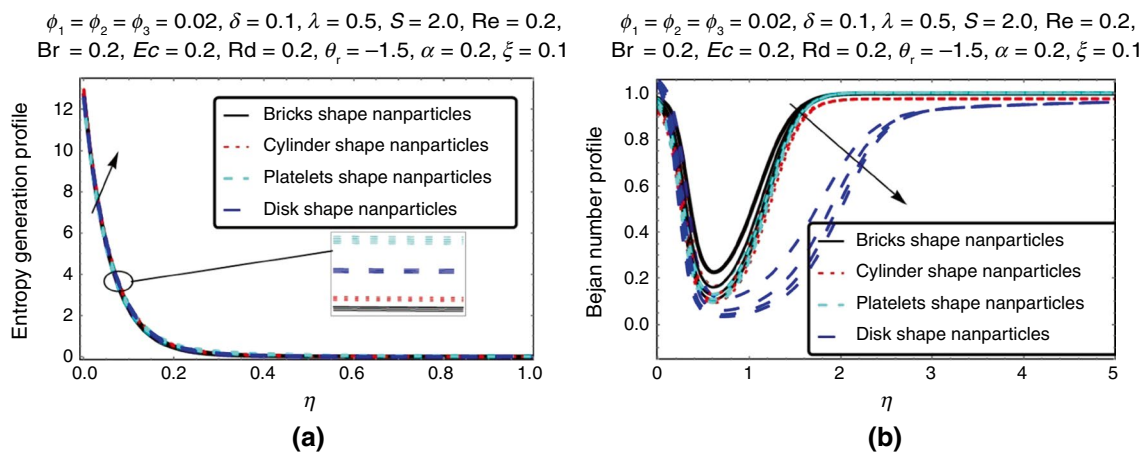 ϕ₁ = ϕ₂ = ϕ₃ = 0.02, δ = 0.1, λ = 0.5, S = 2.0, Re = 0.2,
Br = 0.2, Ec = 0.2, Rd = 0.2, θᵣ = −1.5, α = 0.2, ξ = 0.1
Entropy generation profile
12
10
8
6
4
2
0
Bricks shape nanparticles
Cylinder shape nanparticles
Platelets shape nanparticles
Disk shape nanparticles
0.0 0.2 0.4 0.6 0.8 1.0
η
(a)
ϕ₁ = ϕ₂ = ϕ₃ = 0.02, δ = 0.1, λ = 0.5, S = 2.0, Re = 0.2,
Br = 0.2, Ec = 0.2, Rd = 0.2, θᵣ = −1.5, α = 0.2, ξ = 0.1
Bejan number profile
1.0
0.8
0.6
0.4
0.2
0.0
Bricks shape nanparticles
Cylinder shape nanparticles
Platelets shape nanparticles
Disk shape nanparticles
0 1 2 3 4 5
η
(b)